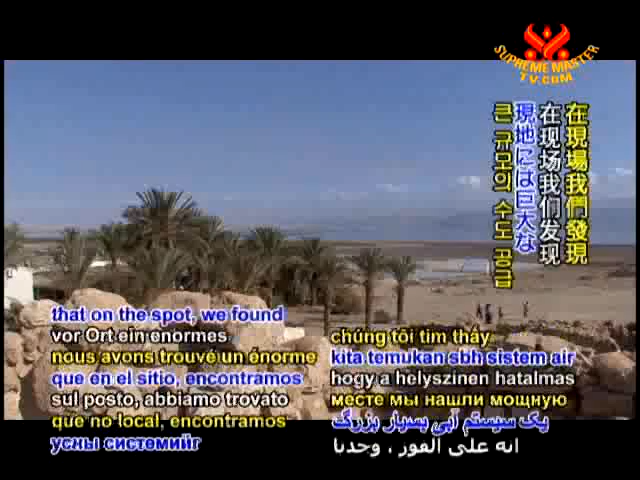 SUPREME MASTER
TV.COM
在現場我們發現
在现场我们发现
現地には巨大な
큰 규모의 수도 공급
that on the spot, we found
vor Ort ein enormes
nous avons trouvé un énorme
que en el sitio, encontramos
sul posto, abbiamo trovato
que no local, encontramos
усны системийг
chúng tôi tìm thấy
kita temukan sbh sistem air
hogy a helyszínen hatalmas
месте мы нашли мощную
یک سیستم آبی بسیار بزرگ
انه على الفور ، وجدنا